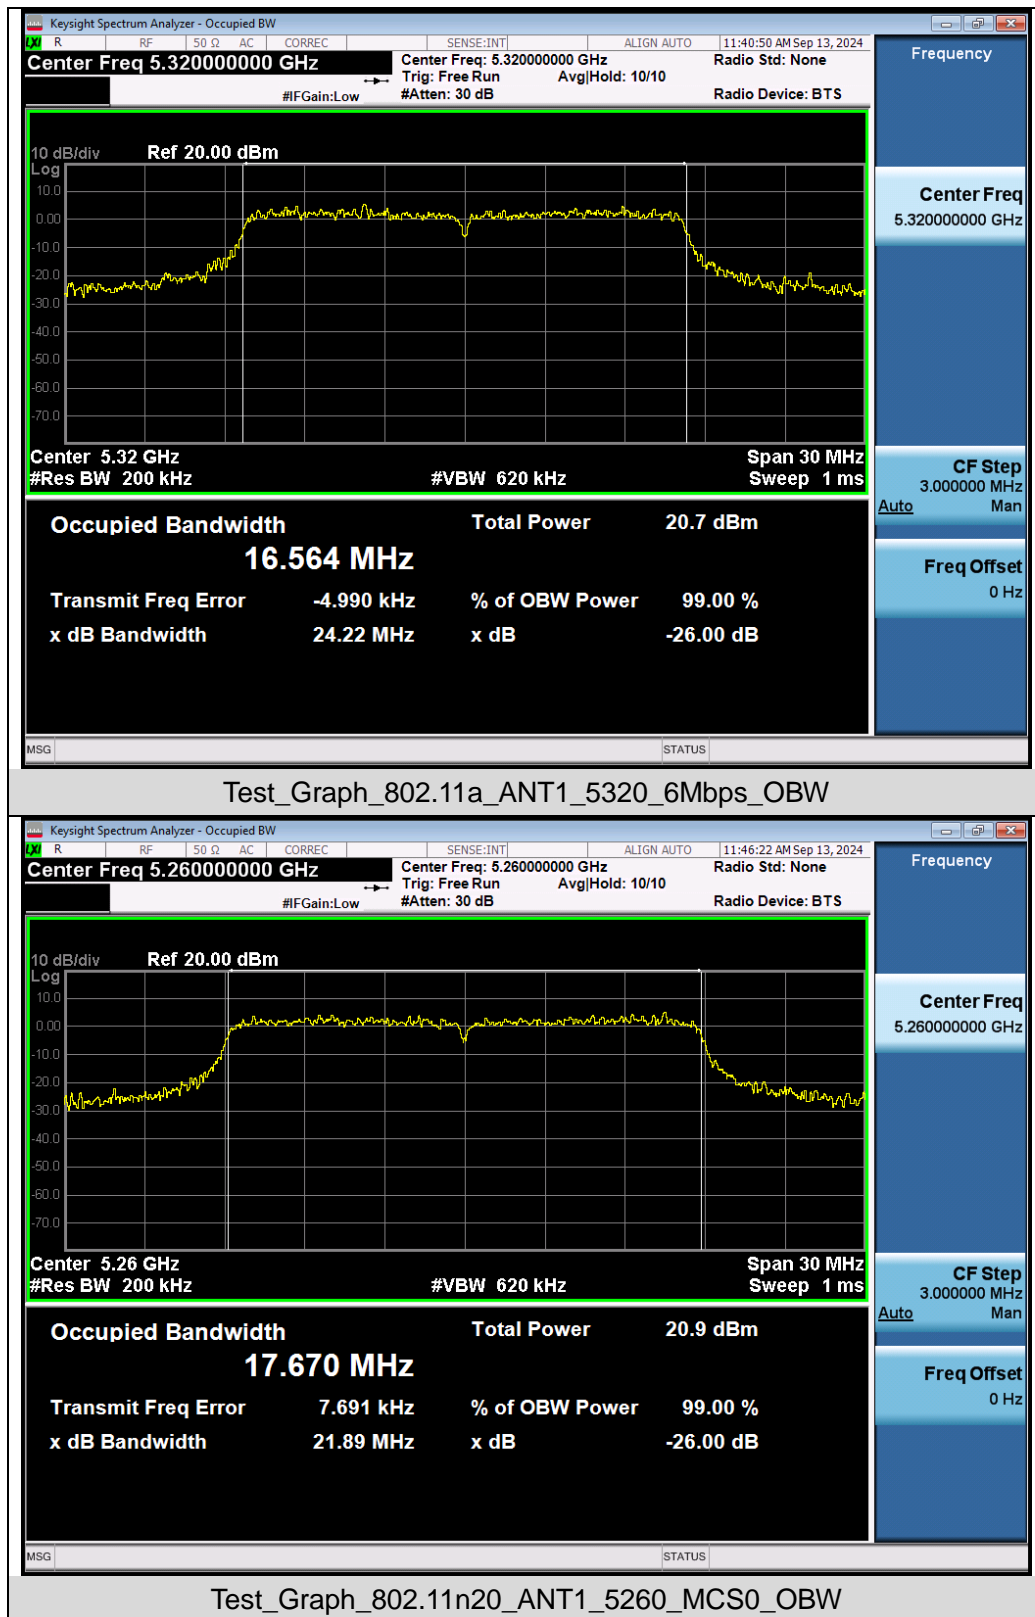 Keysight Spectrum Analyzer - Occupied BW
LXI R RF 50 Ω AC CORREC SENSE:INT ALIGN AUTO 11:40:50 AM Sep 13, 2024
Center Freq 5.320000000 GHz
Center Freq: 5.320000000 GHz Radio Std: None
Trig: Free Run Avg|Hold: 10/10
#IFGain:Low #Atten: 30 dB Radio Device: BTS
Frequency
10 dB/div Ref 20.00 dBm
Log
10.0
0.00
-10.0
-20.0
-30.0
-40.0
-50.0
-60.0
-70.0
Center 5.32 GHz Span 30 MHz
#Res BW 200 kHz #VBW 620 kHz Sweep 1 ms
Center Freq
5.320000000 GHz
CF Step
3.000000 MHz
Auto Man
Freq Offset
0 Hz
Occupied Bandwidth Total Power 20.7 dBm
16.564 MHz
Transmit Freq Error -4.990 kHz % of OBW Power 99.00 %
x dB Bandwidth 24.22 MHz x dB -26.00 dB
MSG STATUS
Test_Graph_802.11a_ANT1_5320_6Mbps_OBW
Keysight Spectrum Analyzer - Occupied BW
LXI R RF 50 Ω AC CORREC SENSE:INT ALIGN AUTO 11:46:22 AM Sep 13, 2024
Center Freq 5.260000000 GHz
Center Freq: 5.260000000 GHz Radio Std: None
Trig: Free Run Avg|Hold: 10/10
#IFGain:Low #Atten: 30 dB Radio Device: BTS
Frequency
10 dB/div Ref 20.00 dBm
Log
10.0
0.00
-10.0
-20.0
-30.0
-40.0
-50.0
-60.0
-70.0
Center 5.26 GHz Span 30 MHz
#Res BW 200 kHz #VBW 620 kHz Sweep 1 ms
Center Freq
5.260000000 GHz
CF Step
3.000000 MHz
Auto Man
Freq Offset
0 Hz
Occupied Bandwidth Total Power 20.9 dBm
17.670 MHz
Transmit Freq Error 7.691 kHz % of OBW Power 99.00 %
x dB Bandwidth 21.89 MHz x dB -26.00 dB
MSG STATUS
Test_Graph_802.11n20_ANT1_5260_MCS0_OBW